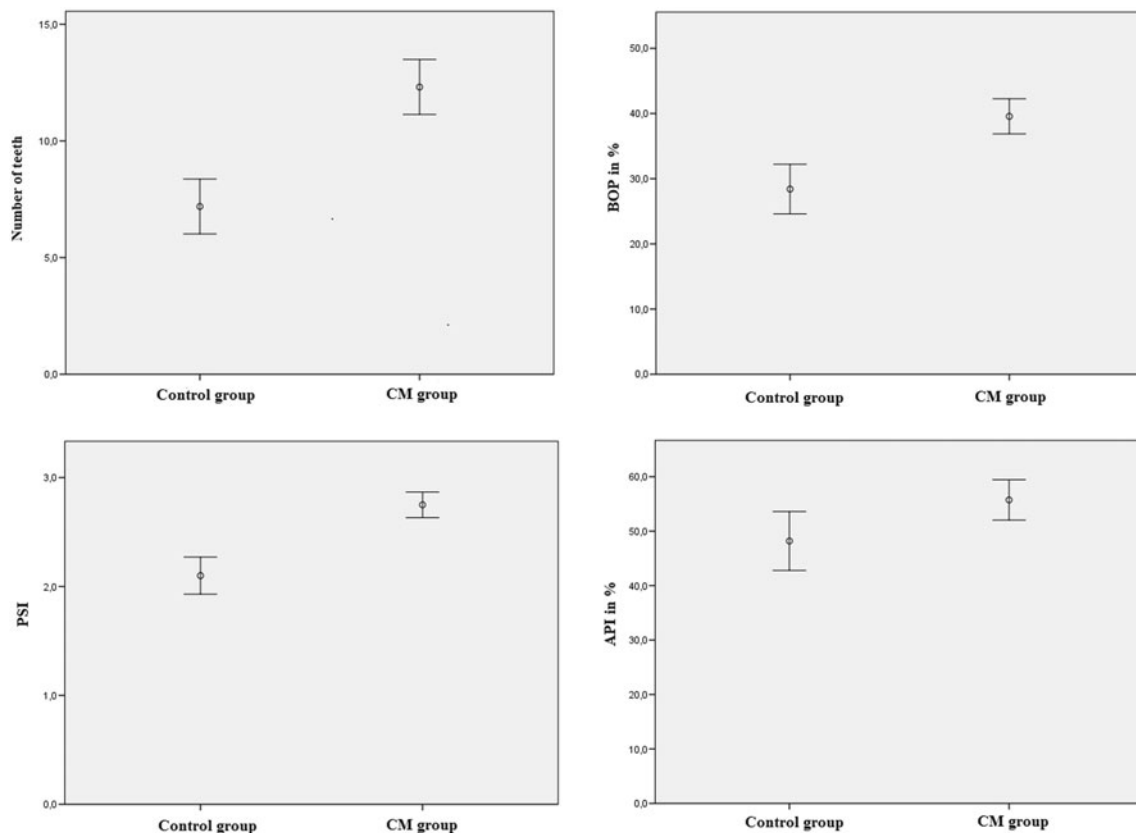 15,0
10,0
5,0
0,0
Number of teeth
Control group
CM group
50,0
40,0
30,0
20,0
10,0
0,0
BOP in %
Control group
CM group
3,0
2,0
1,0
0,0
PSI
Control group
CM group
60,0
50,0
40,0
30,0
20,0
10,0
0,0
API in %
Control group
CM group